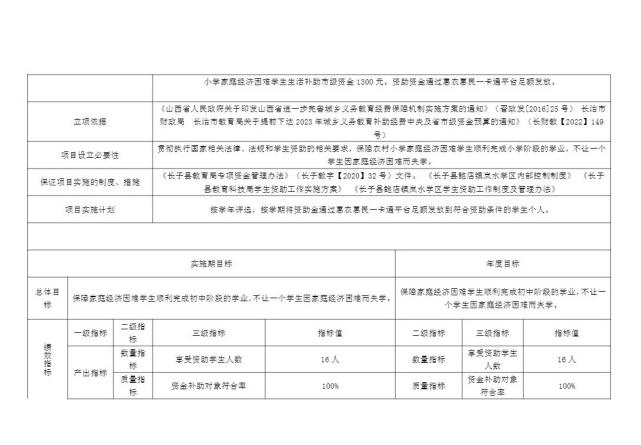 小学家庭经济困难学生生活补助市级资金1300元。资助资金通过惠农惠民一卡通平台足额发放。
立项依据
《山西省人民政府关于印发山西省进一步完善城乡义务教育经费保障机制实施方案的通知》（晋政发[2016]25号） 长治市
财政局 长治市教育局关于提前下达2023年城乡义务教育补助经费中央及省市级资金预算的通知》（长财教【2022】149
号）
项目设立必要性
贯彻执行国家相关法律、法规和学生资助的相关要求，保障农村小学家庭经济困难学生顺利完成小学阶段的学业，不让一个
学生因家庭经济困难而失学。
保证项目实施的制度、措施
《长子县教育局专项资金管理办法》（长子教字【2020】32号）文件。 《长子县鲍店镇岚水学区内部控制制度》 《长子
县教育科技局学生资助工作实施方案》 《长子县鲍店镇岚水学区学生资助工作制度及管理办法》
项目实施计划
按学年评选，按学期将资助金通过惠农惠民一卡通平台足额发放到符合资助条件的学生个人。
实施期目标
年度目标
总体目
标
保障家庭经济困难学生顺利完成初中阶段的学业，不让一个学生因家庭经济困难而失学。
保障家庭经济困难学生顺利完成初中阶段的学业，不让一
个学生因家庭经济困难而失学。
绩
效
指
标
一级指标
二级指
标
三级指标
指标值
二级指
标
三级指标
指标值
产出指标
数量指
标
享受资助学生人数
16人
数量指
标
享受资助学生
人数
16人
质量指
标
资金补助对象符合率
100%
质量指
标
资金补助对象
符合率
100%